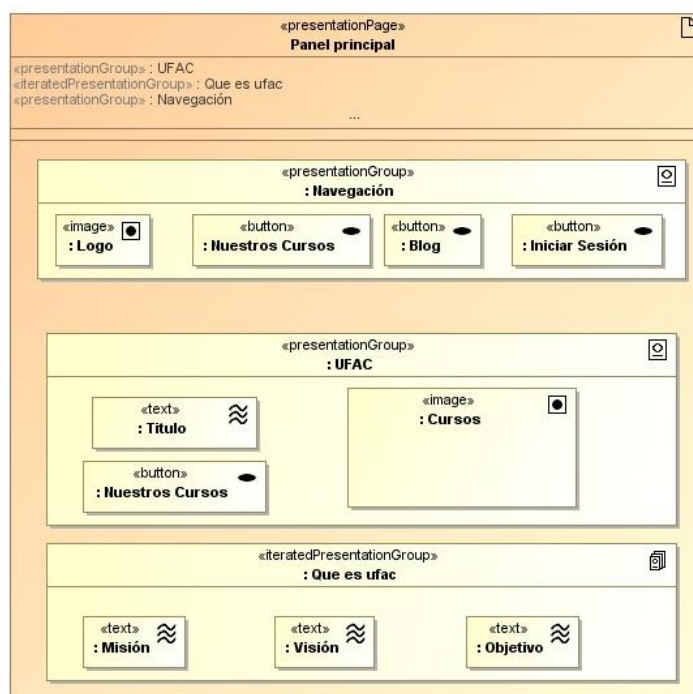 «presentationPage»
Panel principal
«presentationGroup» : UFAC
«iteratedPresentationGroup» : Que es ufac
«presentationGroup» : Navegación
...
«presentationGroup»
: Navegación
«image»
: Logo
«button»
: Nuestros Cursos
«button»
: Blog
«button»
: Iniciar Sesión
«presentationGroup»
: UFAC
«text»
: Titulo
«image»
: Cursos
«button»
: Nuestros Cursos
«iteratedPresentationGroup»
: Que es ufac
«text»
: Misión
«text»
: Visión
«text»
: Objetivo